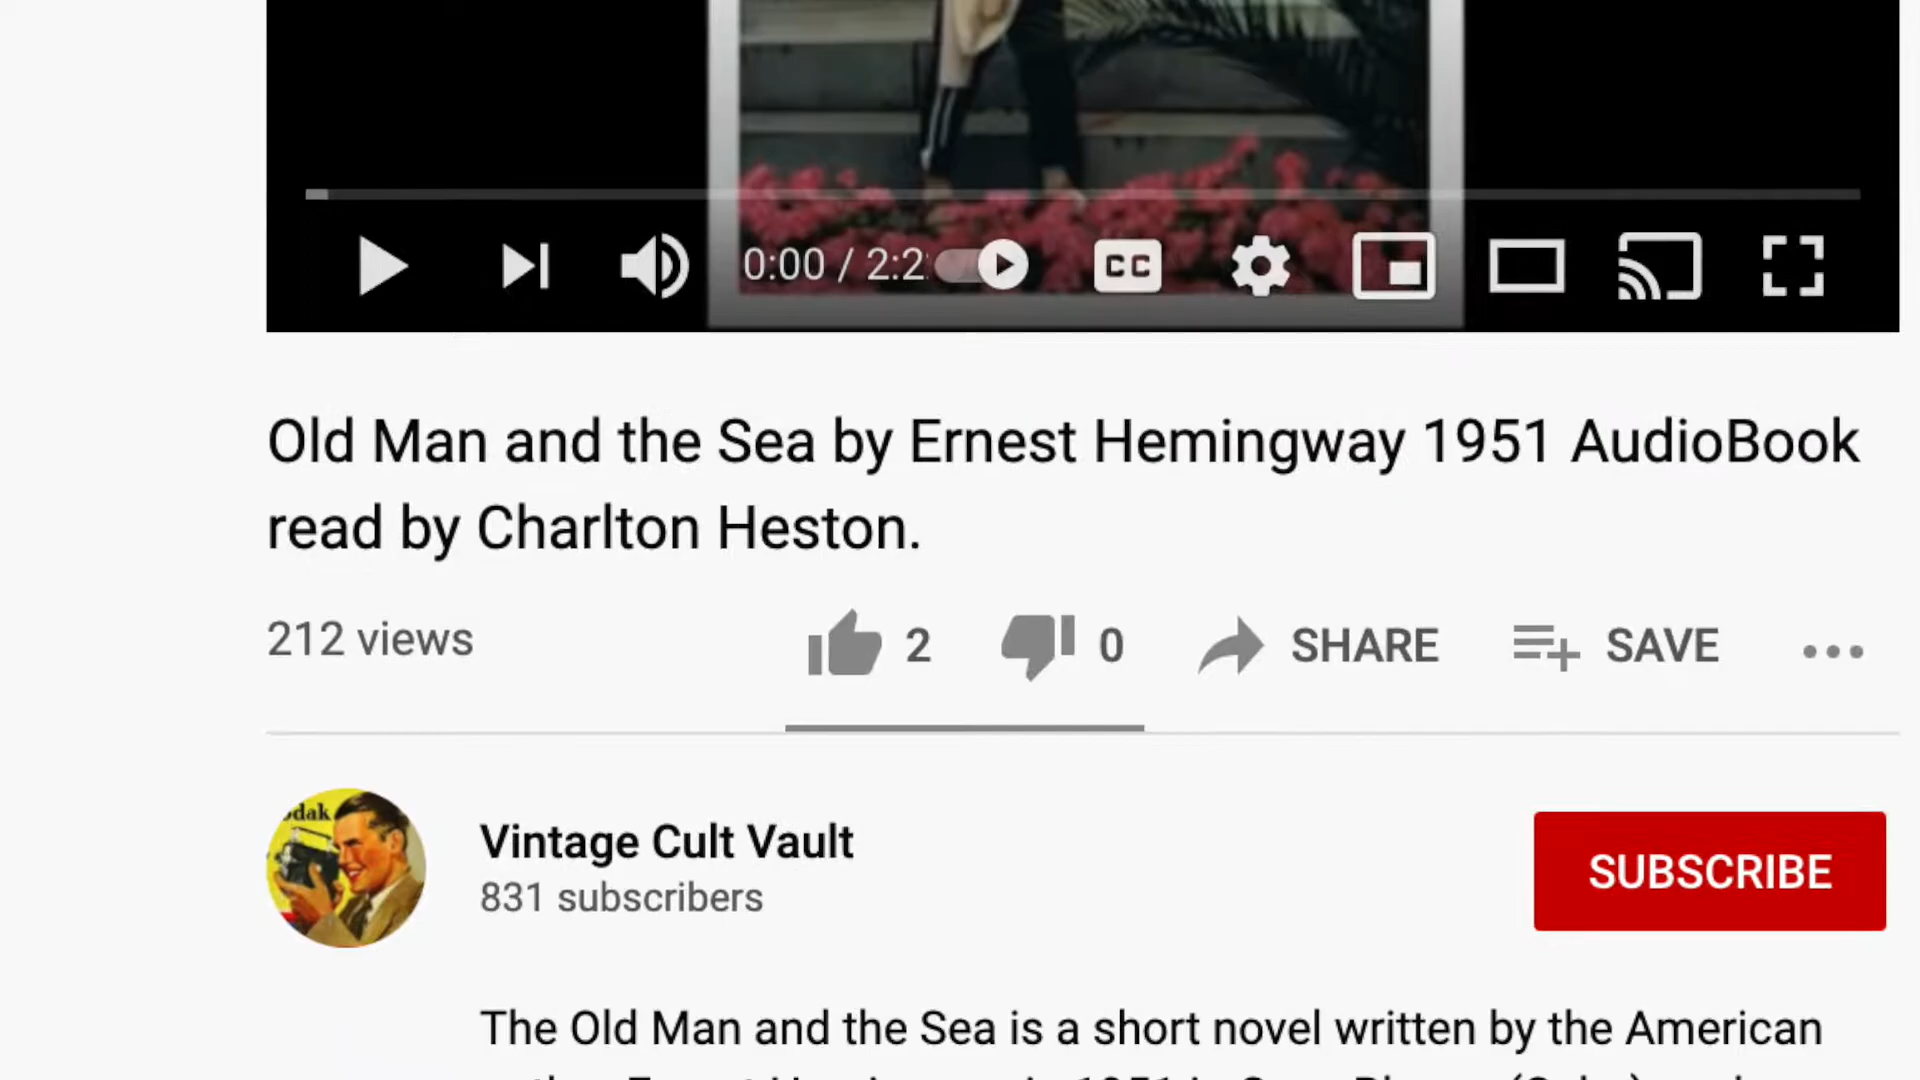 0:00 / 2:2
CC
Old Man and the Sea by Ernest Hemingway 1951 AudioBook
read by Charlton Heston.
212 views
2
0
SHARE
SAVE
odak
Vintage Cult Vault
831 subscribers
SUBSCRIBE
The Old Man and the Sea is a short novel written by the American